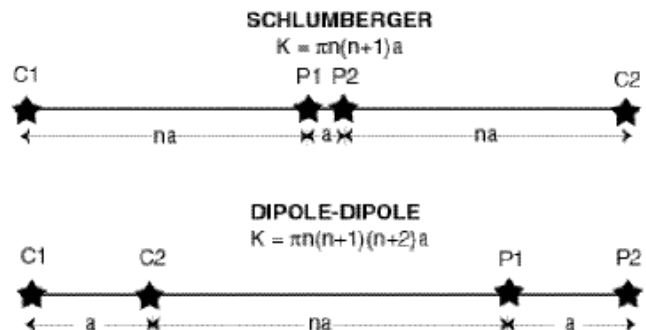 SCHLUMBERGER
K = πn(n+1)a
C1 P1 P2 C2
na a na
DIPOLE-DIPOLE
K = πn(n+1)(n+2)a
C1 C2 P1 P2
a na a